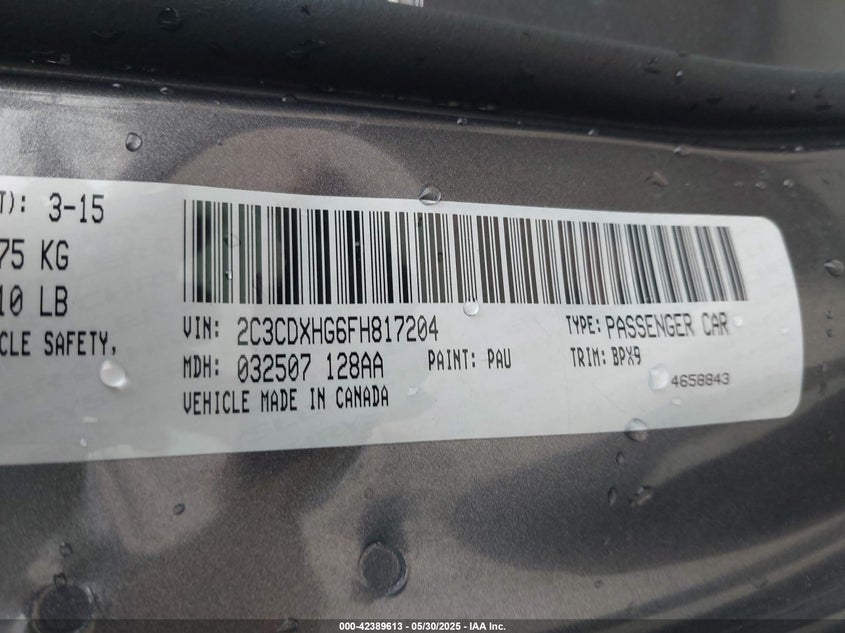 T): 3-15
75 KG
10 LB
CLE SAFETY,
VIN: 2C3CDXHG6FH817204
TYPE: PASSENGER CAR
MDH: 032507 128AA
PAINT: PAU
TRIM: BPX9
VEHICLE MADE IN CANADA
4658843
000-42389613 - 05/30/2025 - IAA Inc.